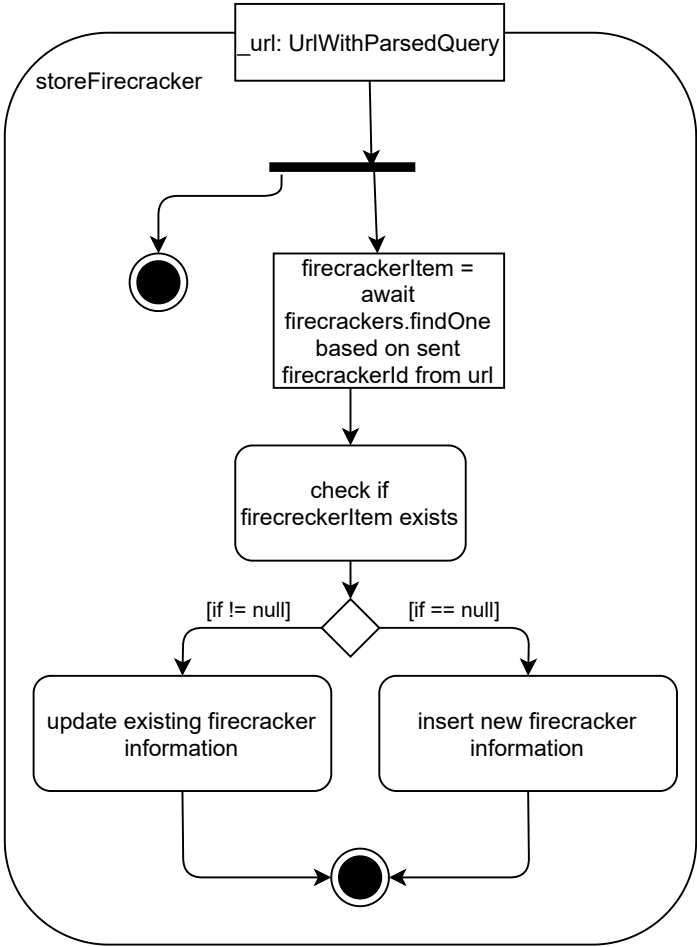 _url: UrlWithParsedQuery
storeFirecracker
firecrackerItem =
await
firecrackers.findOne
based on sent
firecrackerId from url
check if
firecreckerItem exists
[if != null]
[if == null]
update existing firecracker
information
insert new firecracker
information